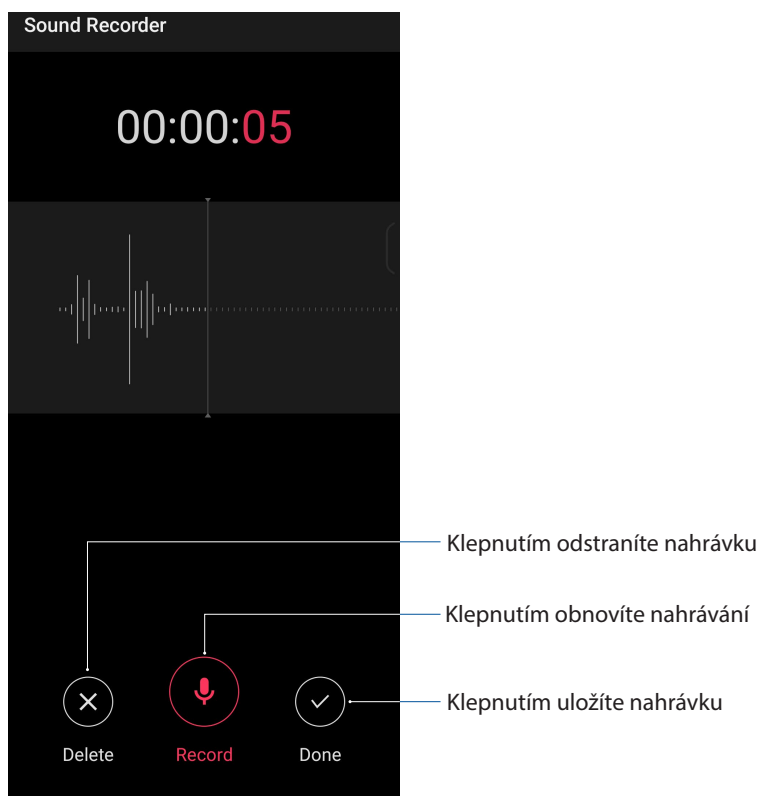 Sound Recorder
00:00:05
Klepnutím odstraníte nahrávku
Klepnutím obnovíte nahrávání
Klepnutím uložíte nahrávku
Delete
Record
Done